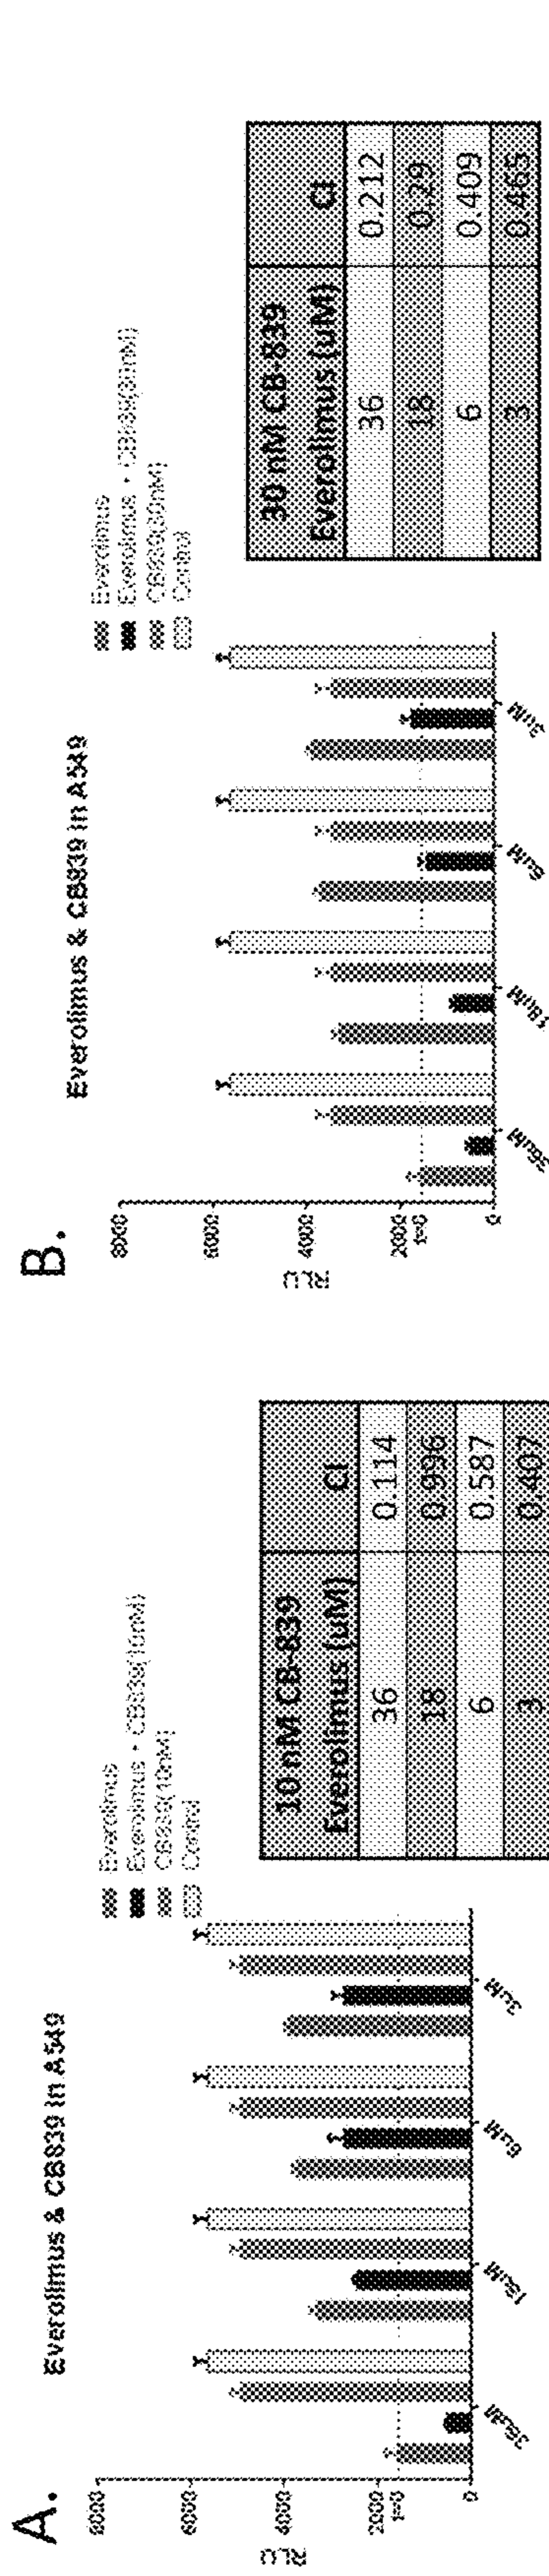 A.
Everolimus & CB839 in A549
Everolimus
Everolimus + CB839(10nM)
CB839(10nM)
Control
RLU
8000
6000
4000
2000
t=0
0
36uM
18uM
6uM
3uM
10 nM CB-839
Everolimus (uM) CI
36 0.114
18 0.996
6 0.587
3 0.407
B.
Everolimus & CB839 in A549
Everolimus
Everolimus + CB839(30nM)
CB839(30nM)
Control
RLU
8000
6000
4000
2000
t=0
0
36uM
18uM
6uM
3uM
30 nM CB-839
Everolimus (uM) CI
36 0.212
18 0.29
6 0.409
3 0.465